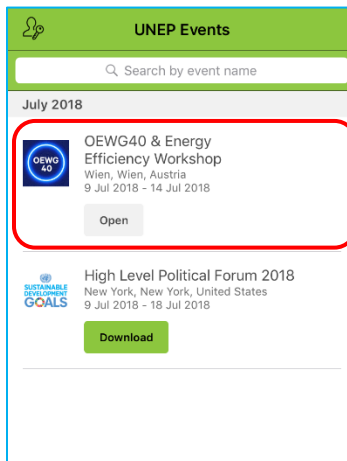 UNEP Events
Search by event name
July 2018
OEWG
40
OEWG40 & Energy
Efficiency Workshop
Wien, Wien, Austria
9 Jul 2018 - 14 Jul 2018
Open
SUSTAINABLE
DEVELOPMENT
GOALS
High Level Political Forum 2018
New York, New York, United States
9 Jul 2018 - 18 Jul 2018
Download